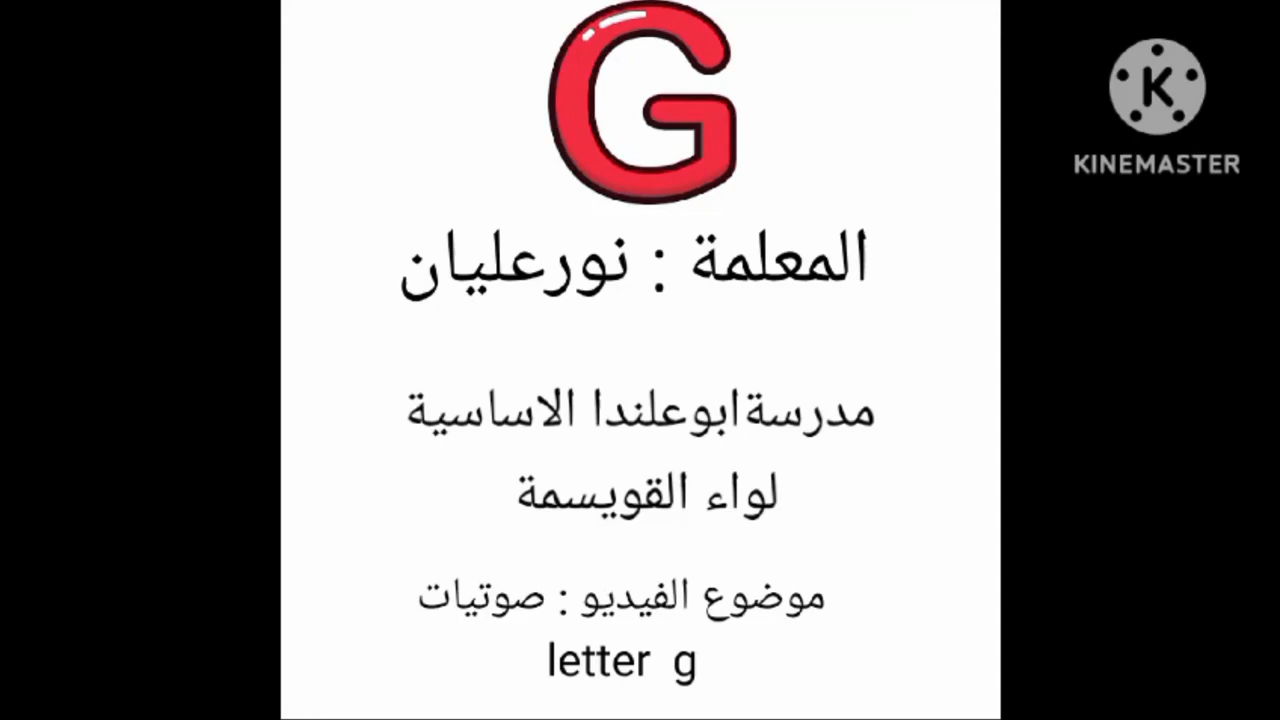 G
K
KINEMASTER
المعلمة : نورعليان
مدرسةابوعلندا الاساسية
لواء القويسمة
موضوع الفيديو : صوتيات
letter g